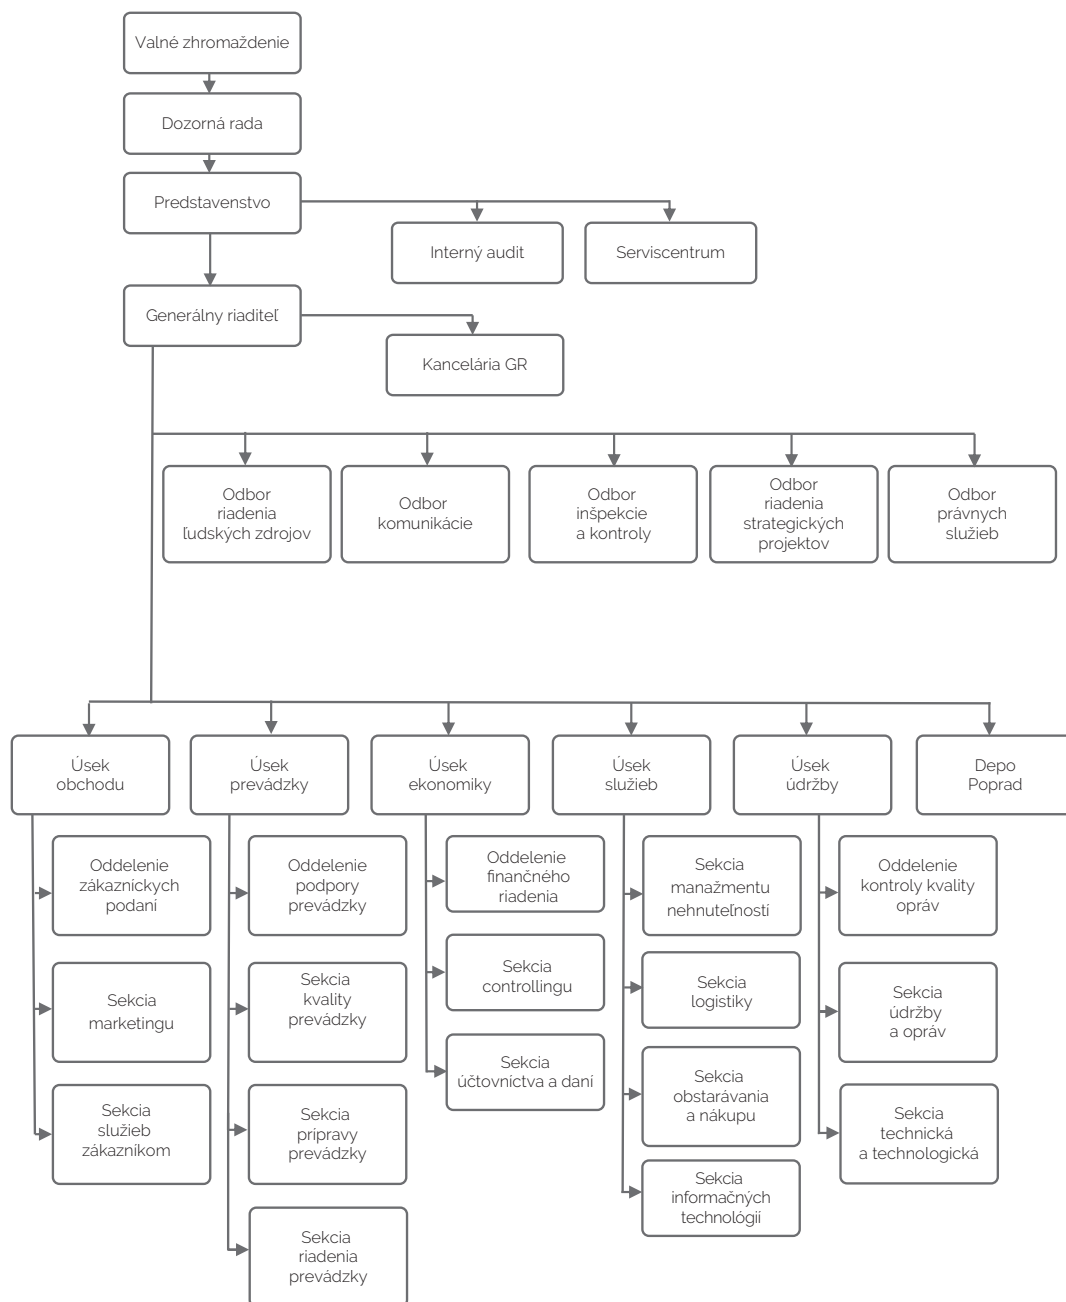 Valné zhromaždenie
Dozorná rada
Predstavenstvo
Interný audit
Serviscentrum
Generálny riaditeľ
Kancelária GR
Odbor
riadenia
ľudských zdrojov
Odbor
komunikácie
Odbor
inšpekcie
a kontroly
Odbor
riadenia
strategických
projektov
Odbor
právnych
služieb
Úsek
obchodu
Úsek
prevádzky
Úsek
ekonomiky
Úsek
služieb
Úsek
údržby
Depo
Poprad
Oddelenie
zákazníckych
podaní
Sekcia
marketingu
Sekcia
služieb
zákazníkom
Oddelenie
podpory
prevádzky
Sekcia
kvality
prevádzky
Sekcia
prípravy
prevádzky
Sekcia
riadenia
prevádzky
Oddelenie
finančného
riadenia
Sekcia
controllingu
Sekcia
účtovníctva a daní
Sekcia
manažmentu
nehnuteľností
Sekcia
logistiky
Sekcia
obstarávania
a nákupu
Sekcia
informačných
technológií
Oddelenie
kontroly kvality
opráv
Sekcia
údržby
a opráv
Sekcia
technická
a technologická